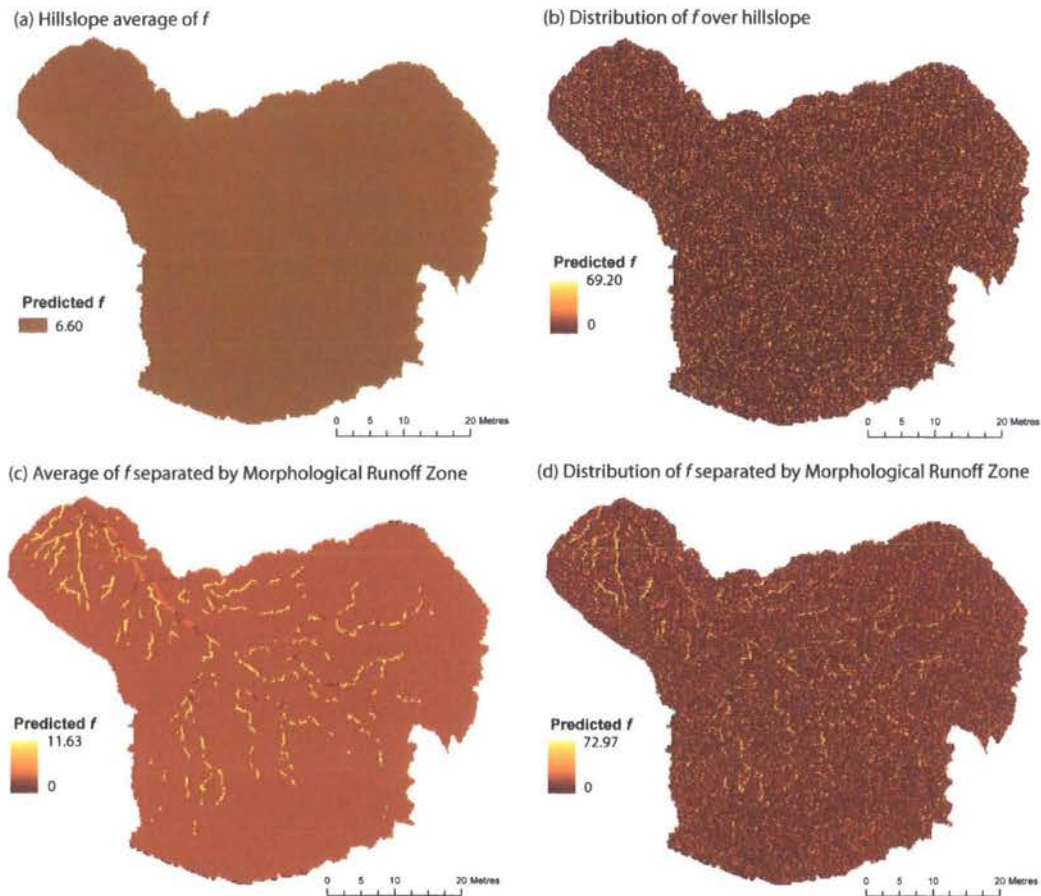 (a) Hillslope average of f
(b) Distribution of f over hillslope
Predicted f
6.60
0 5 10 20 Metres
Predicted f
69.20
0
0 5 10 20 Metres
(c) Average of f separated by Morphological Runoff Zone
(d) Distribution of f separated by Morphological Runoff Zone
Predicted f
11.63
0
0 5 10 20 Metres
Predicted f
72.97
0
0 5 10 20 Metres